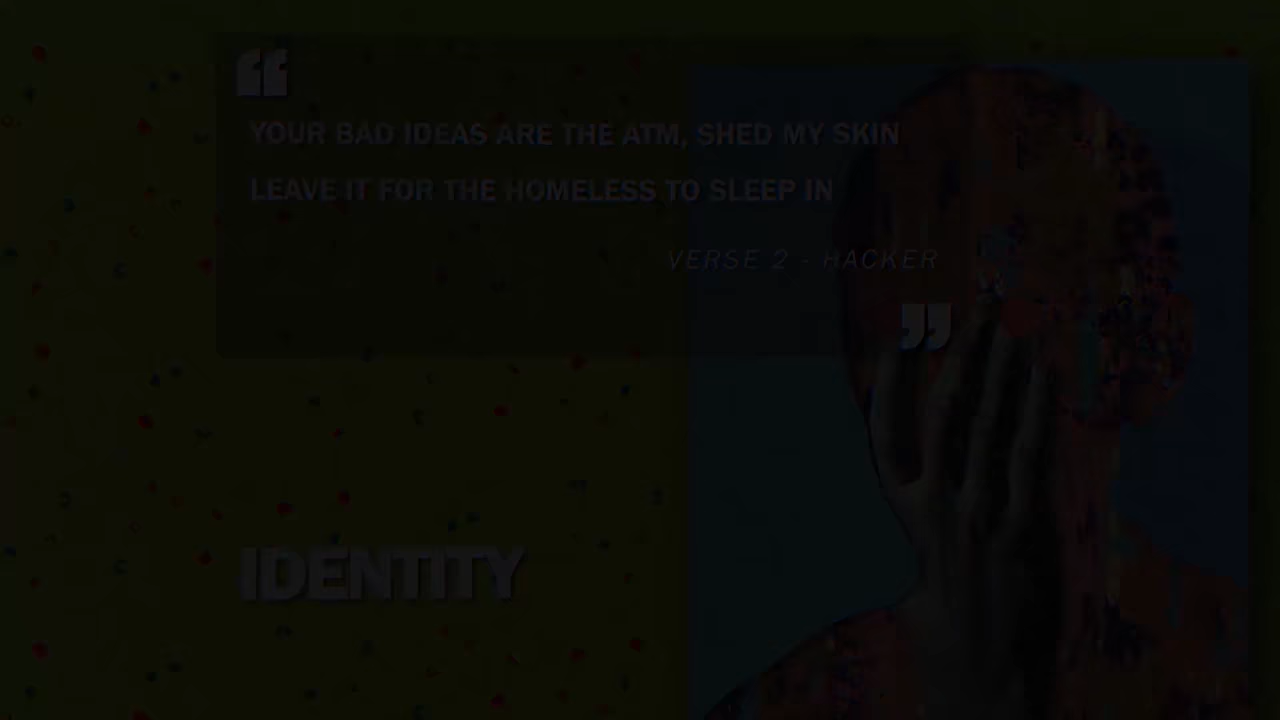 “
YOUR BAD IDEAS ARE THE ATM, SHED MY SKIN
LEAVE IT FOR THE HOMELESS TO SLEEP IN
VERSE 2 - HACKER
”
IDENTITY